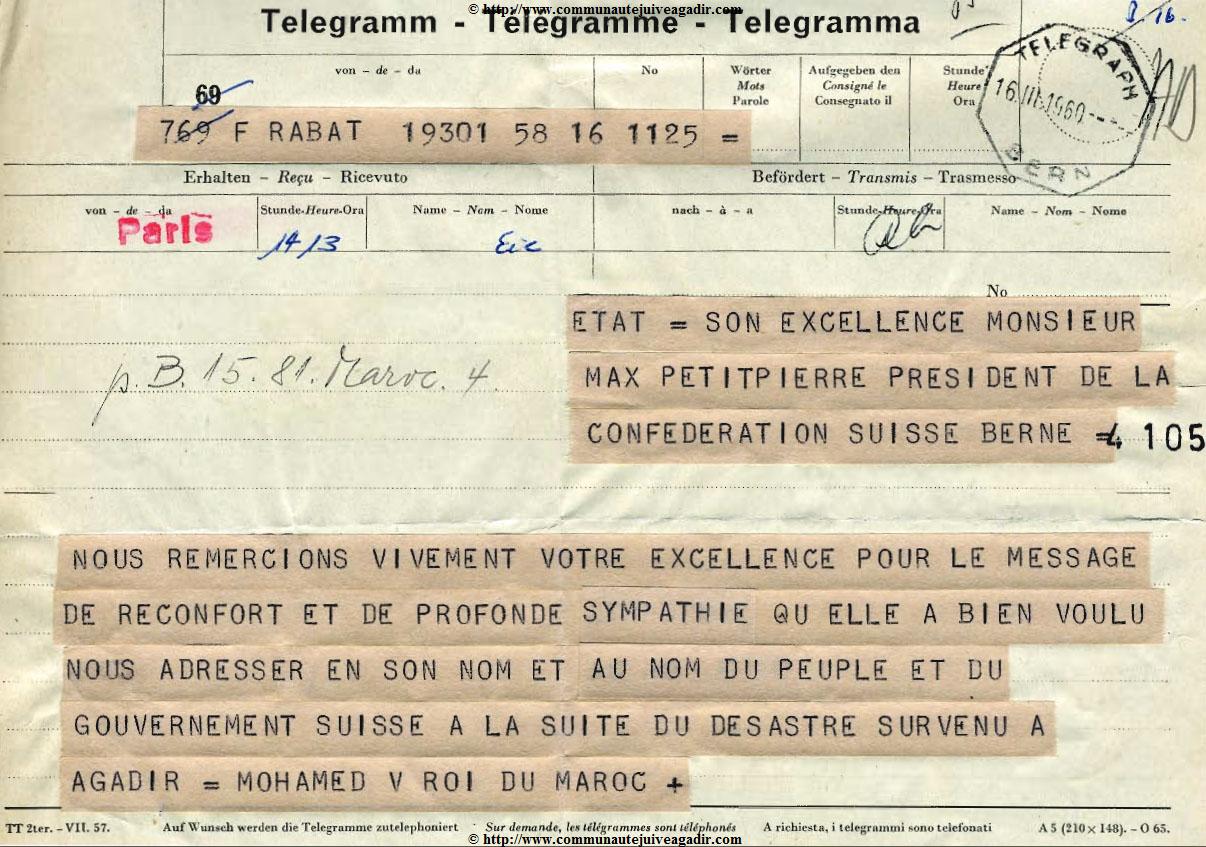 © http://www.communautejuiveagadir.com
Telegramm - Télégramme - Telegramma
von - de - da
No
Wörter
Mots
Parole
Aufgegeben den
Consigné le
Consegnato il
Stunde
Heure
Ora
TELEGRAPH
16.III.1960
BERN
69
769 F RABAT 19301 58 16 1125 =
Erhalten - Reçu - Ricevuto
Befördert - Transmis - Trasmesso
von - de - da
Stunde-Heure-Ora
Name - Nom - Nome
nach - à - a
Stunde-Heure-Ora
Name - Nom - Nome
Paris
1413
No
ETAT = SON EXCELLENCE MONSIEUR
p. B. 15. 81. Maroc. 4.
MAX PETITPIERRE PRESIDENT DE LA
CONFEDERATION SUISSE BERNE =
4 105
NOUS REMERCIONS VIVEMENT VOTRE EXCELLENCE POUR LE MESSAGE
DE RECONFORT ET DE PROFONDE SYMPATHIE QU ELLE A BIEN VOULU
NOUS ADRESSER EN SON NOM ET AU NOM DU PEUPLE ET DU
GOUVERNEMENT SUISSE A LA SUITE DU DESASTRE SURVENU A
AGADIR = MOHAMED V ROI DU MAROC +
TT 2ter. - VII. 57.
Auf Wunsch werden die Telegramme zutelephoniert
Sur demande, les télégrammes sont téléphonés
A richiesta, i telegrammi sono telefonati
A 5 (210 × 148). - O 65.
© http://www.communautejuiveagadir.com